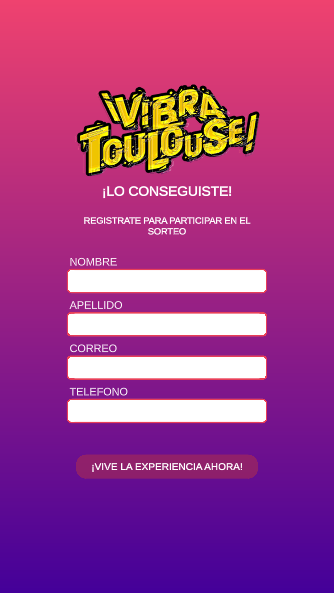 ¡VIBRA
TOULOUSE!
¡LO CONSEGUISTE!
REGISTRATE PARA PARTICIPAR EN EL
SORTEO
NOMBRE
APELLIDO
CORREO
TELEFONO
¡VIVE LA EXPERIENCIA AHORA!